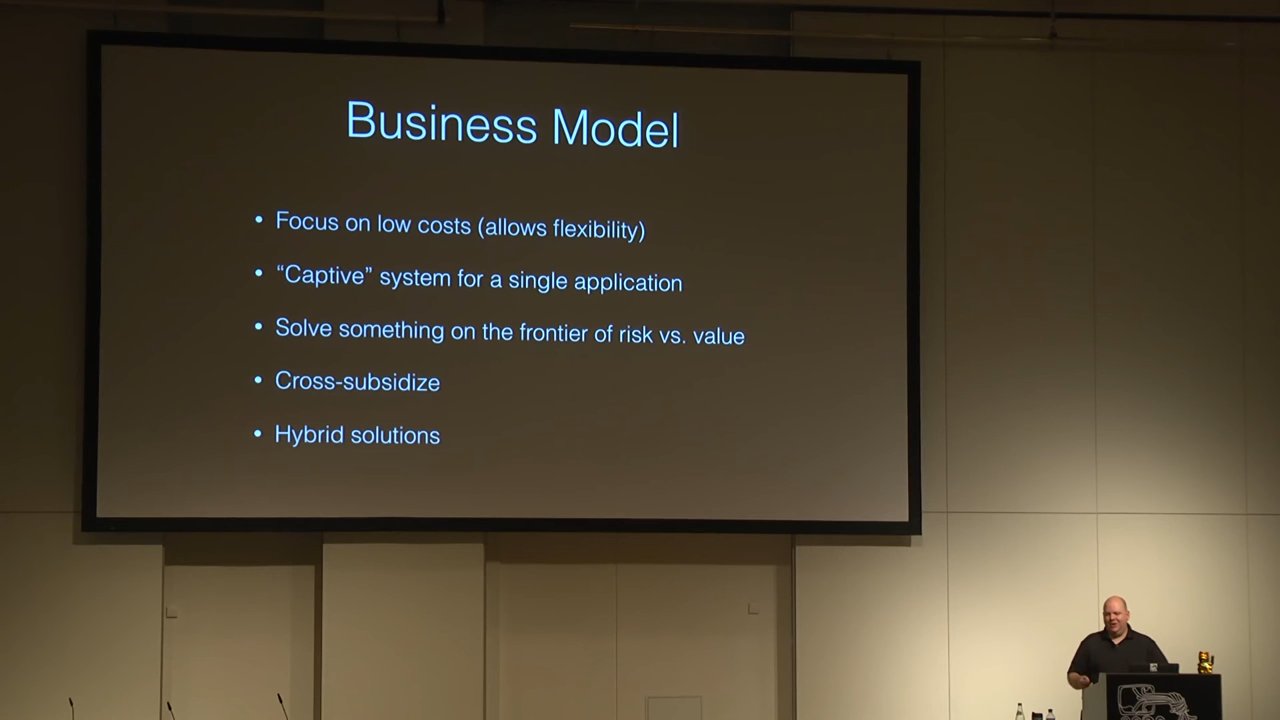 Business Model
• Focus on low costs (allows flexibility)
• “Captive” system for a single application
• Solve something on the frontier of risk vs. value
• Cross-subsidize
• Hybrid solutions